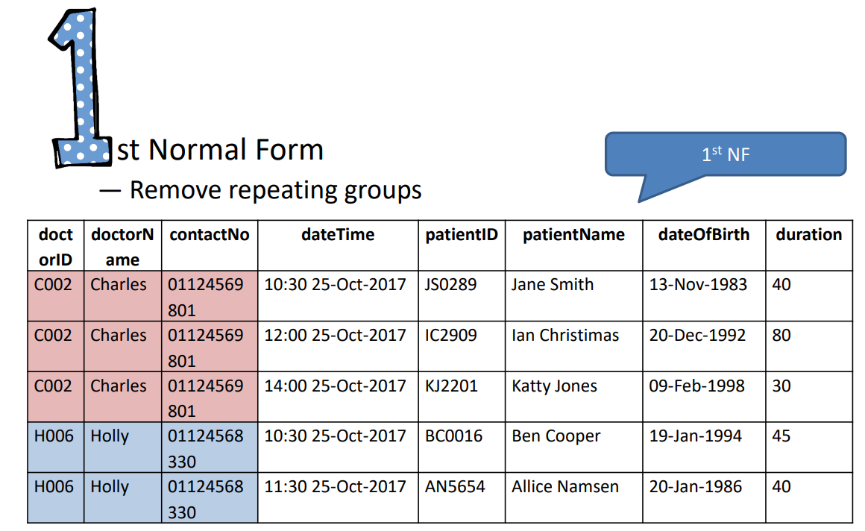 1st Normal Form
1st NF
— Remove repeating groups
doct orID doctorN ame contactNo dateTime patientID patientName dateOfBirth duration
C002 Charles 01124569 801 10:30 25-Oct-2017 JS0289 Jane Smith 13-Nov-1983 40
C002 Charles 01124569 801 12:00 25-Oct-2017 IC2909 Ian Christimas 20-Dec-1992 80
C002 Charles 01124569 801 14:00 25-Oct-2017 KJ2201 Katty Jones 09-Feb-1998 30
H006 Holly 01124568 330 10:30 25-Oct-2017 BC0016 Ben Cooper 19-Jan-1994 45
H006 Holly 01124568 330 11:30 25-Oct-2017 AN5654 Allice Namsen 20-Jan-1986 40